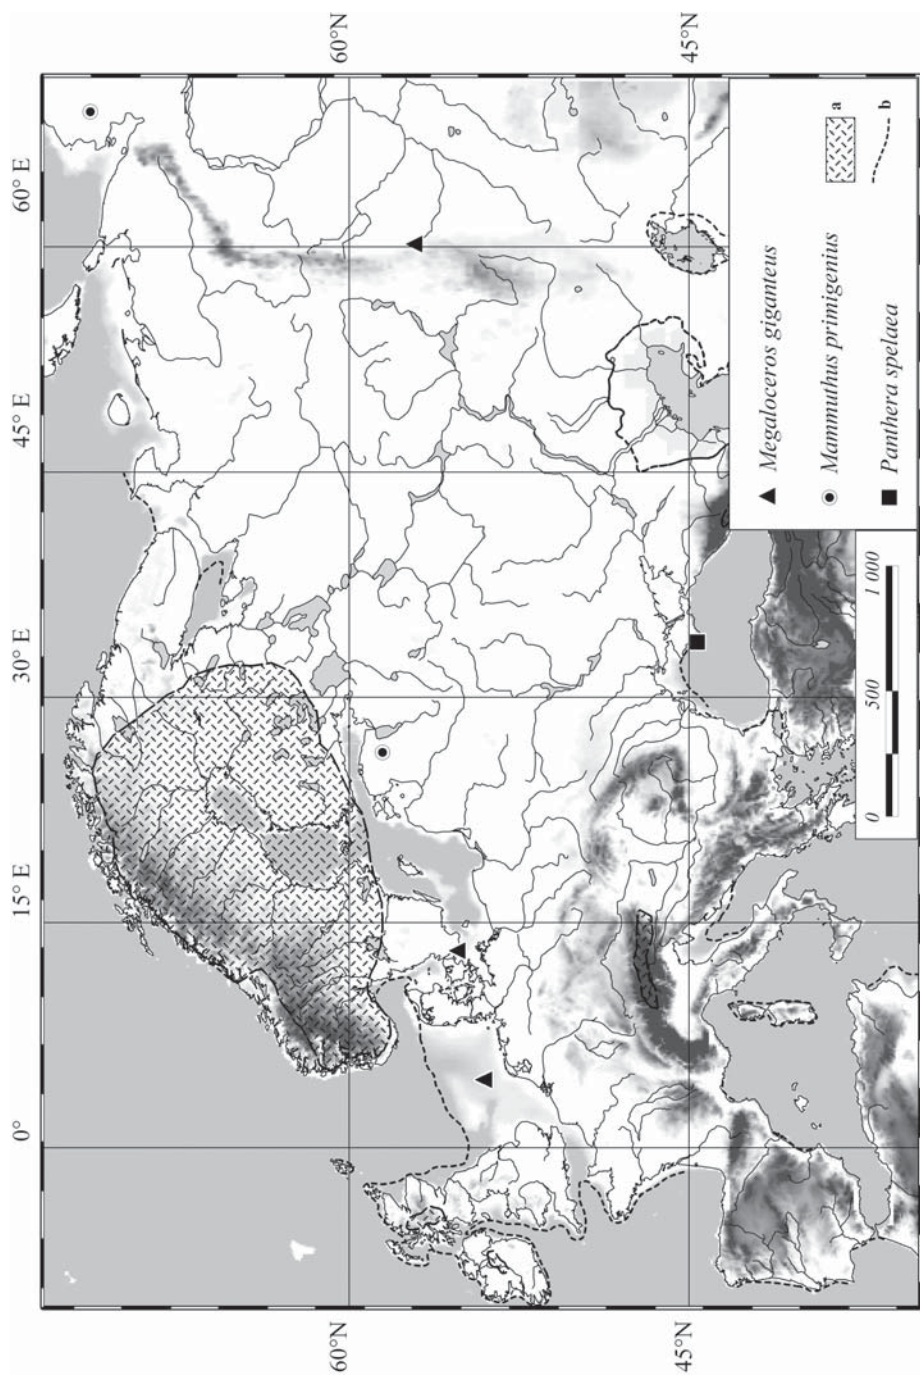 0°
15° E
30° E
45° E
60° E
60°N
60°N
45°N
45°N
Megaloceros giganteus
Mammuthus primigenius
Panthera spelaea
a
b
0
500
1 000